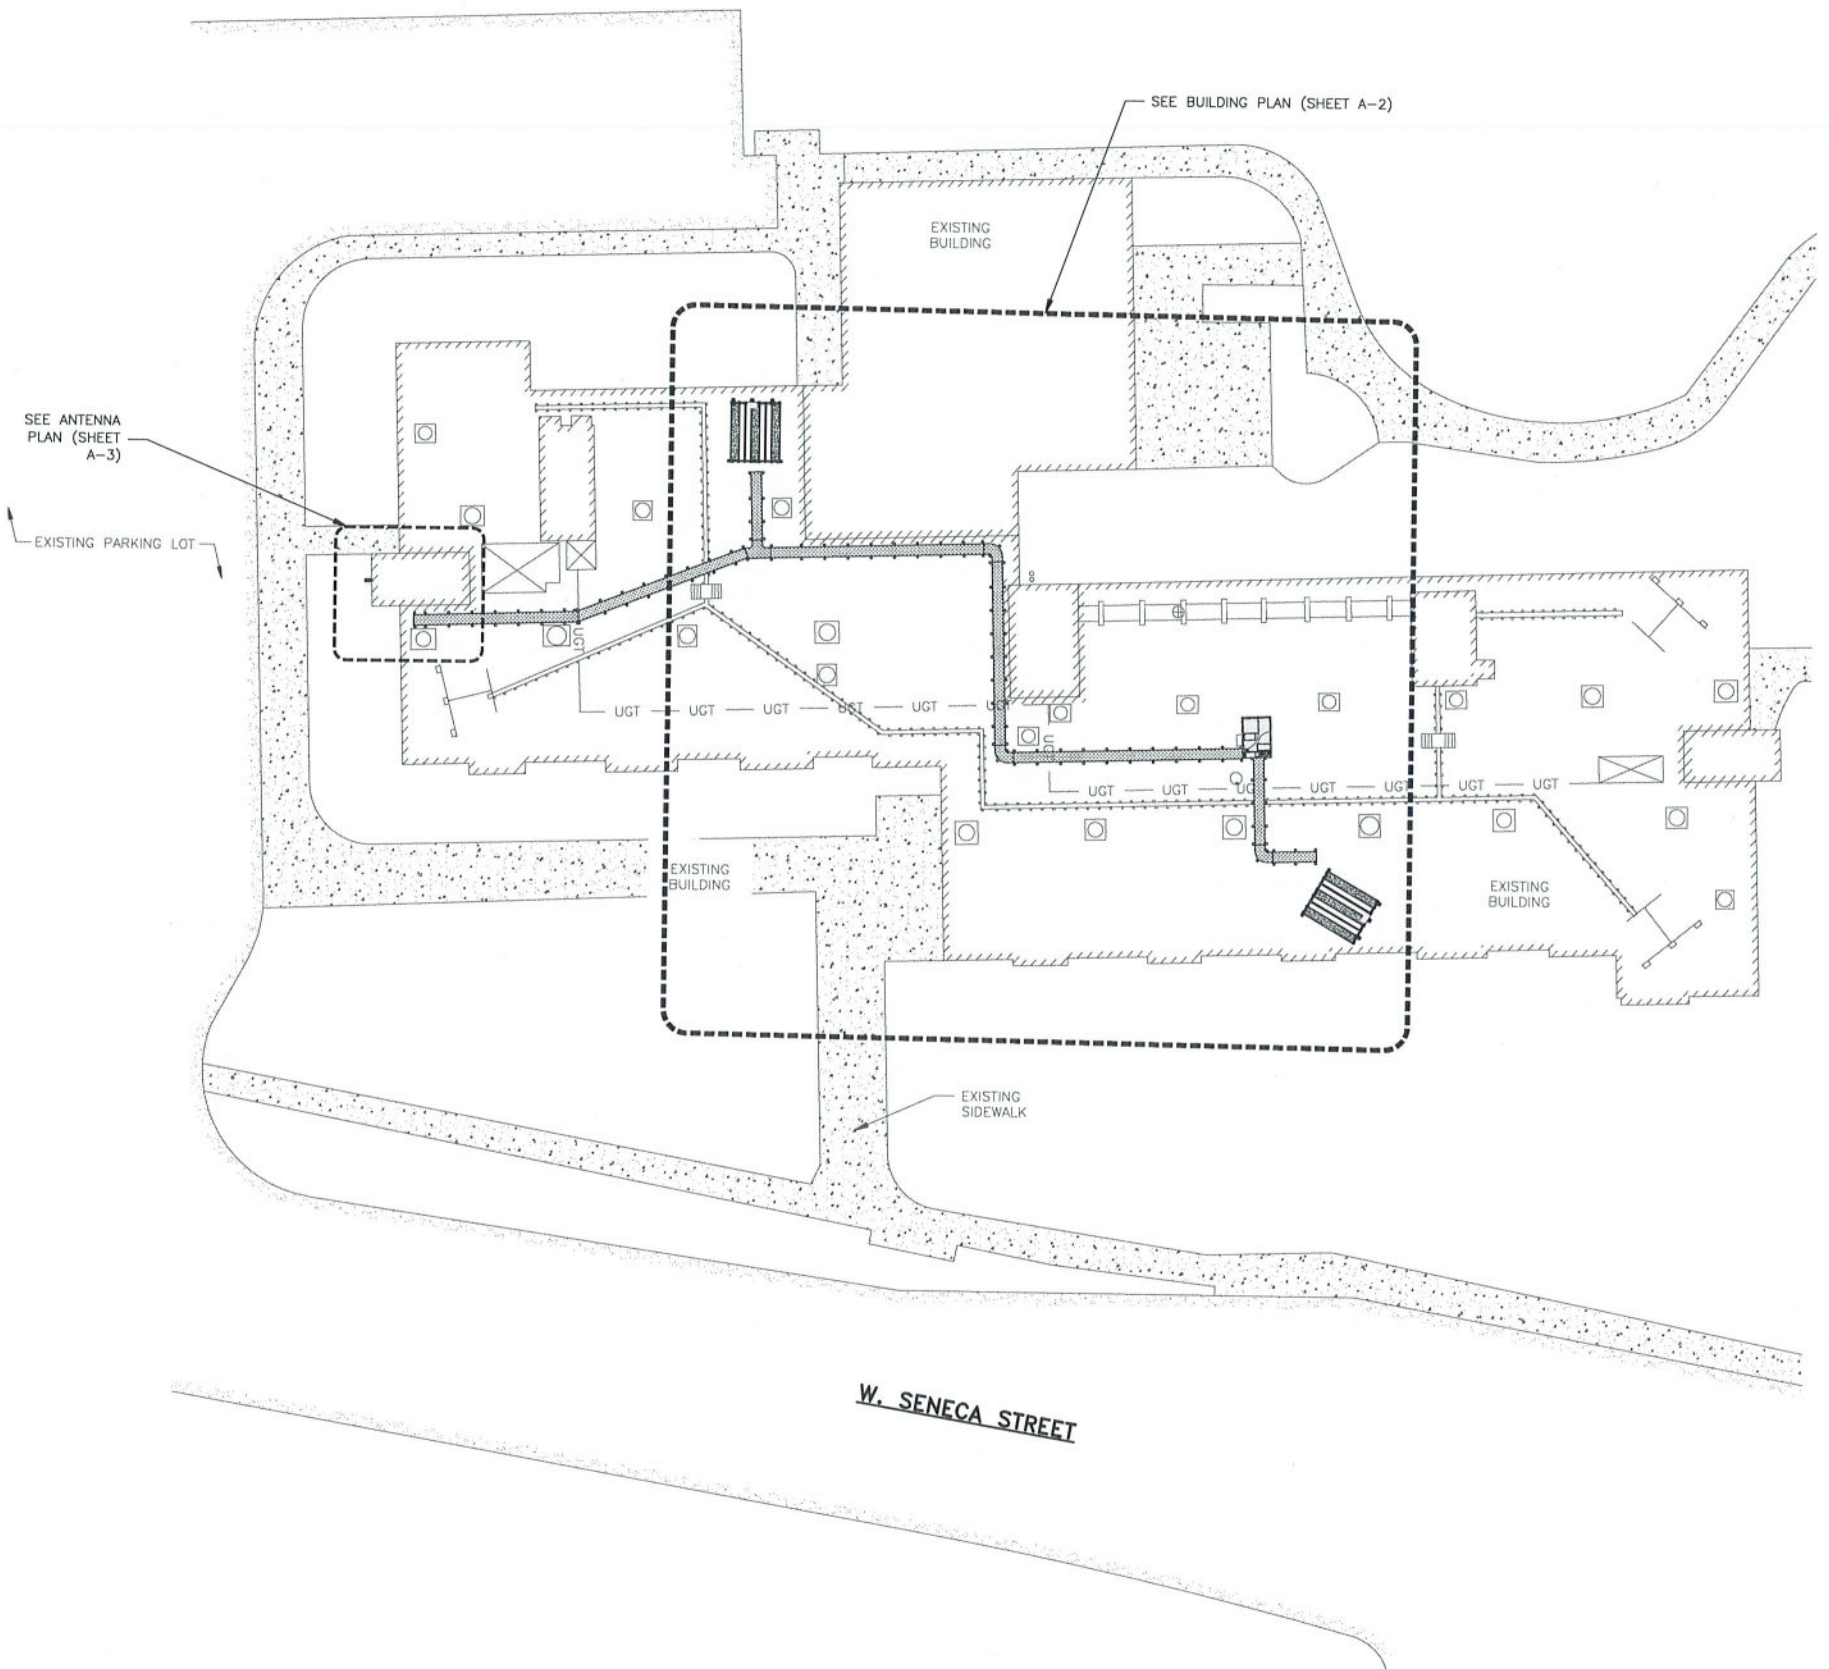 SEE BUILDING PLAN (SHEET A-2)
EXISTING
BUILDING
SEE ANTENNA
PLAN (SHEET
A-3)
EXISTING PARKING LOT
UGT
UGT UGT UGT UGT UGT UGT
UGT
UGT UGT UGT UGT UGT UGT UGT
EXISTING
BUILDING
EXISTING
BUILDING
EXISTING
SIDEWALK
W. SENECA STREET